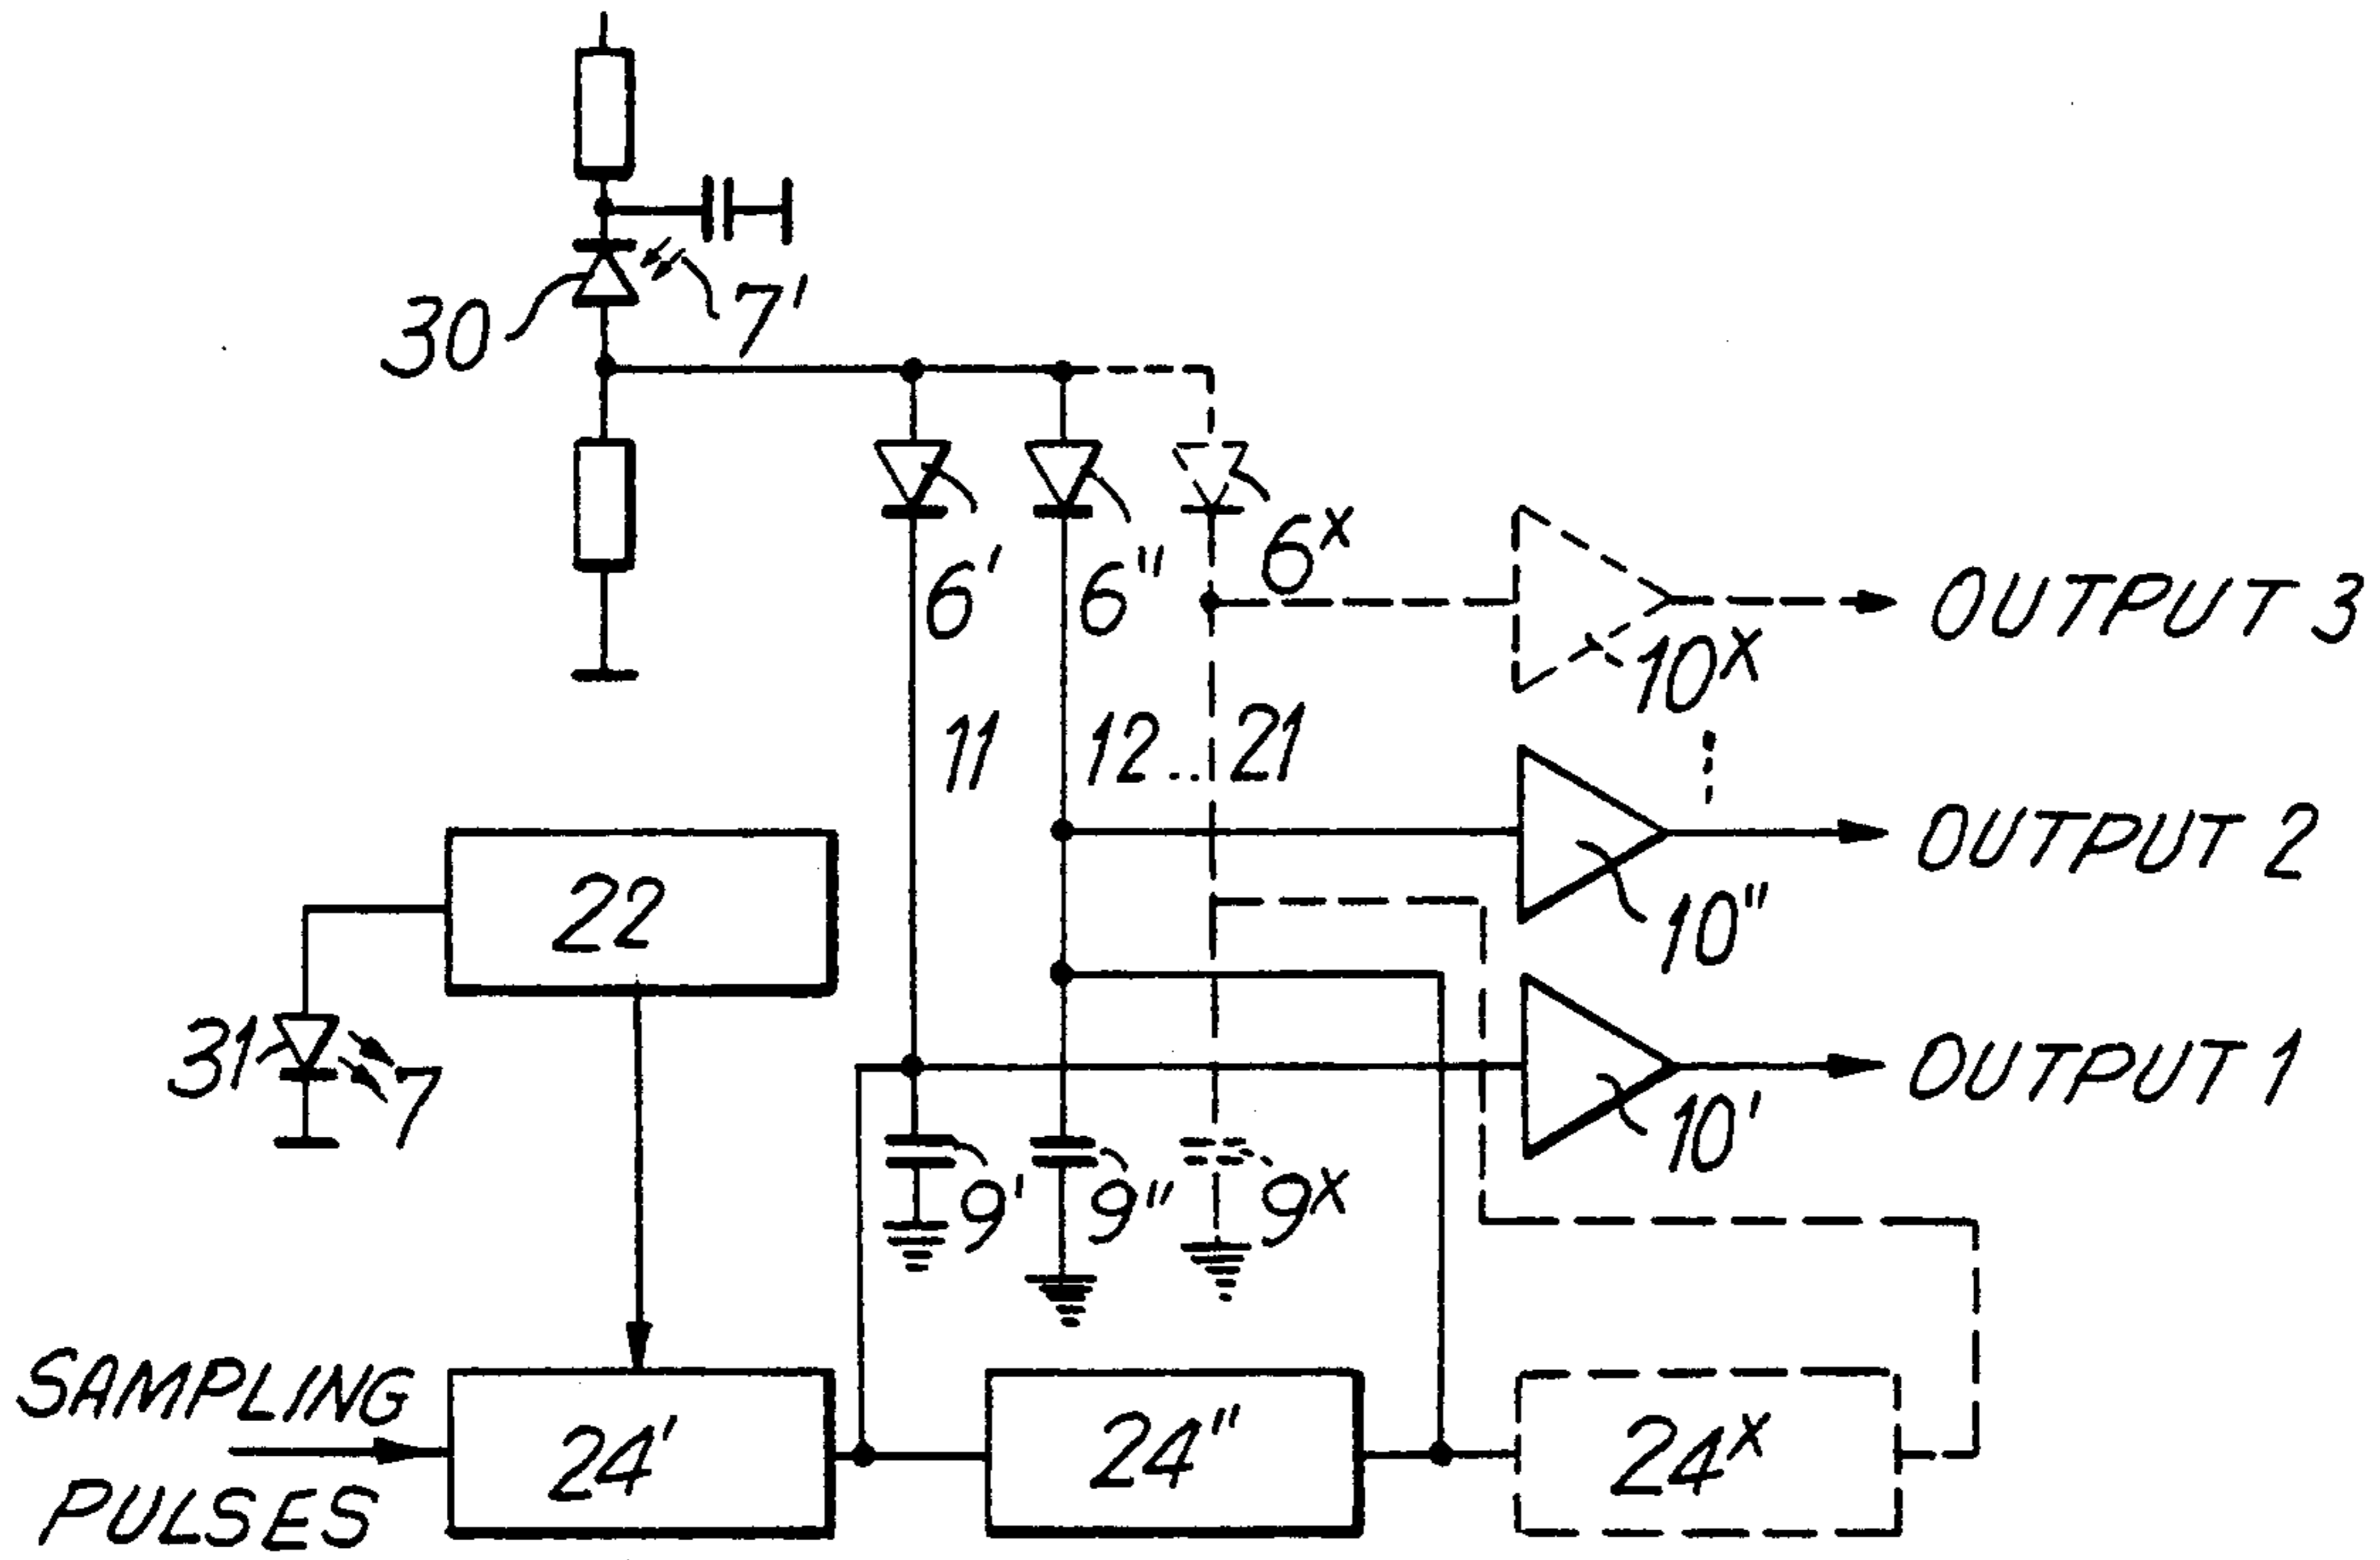 30
7'
6'
6"
6x
OUTPUT 3
10x
11
12..21
22
OUTPUT 2
10"
31
7
OUTPUT 1
10'
9'
9"
9x
SAMPLING
PULSES
24'
24"
24x